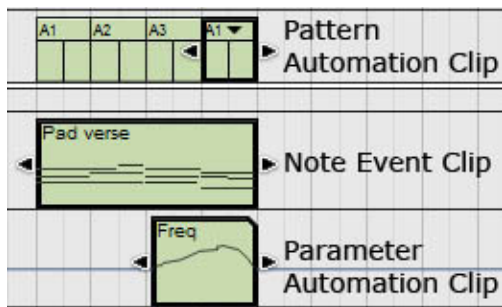 A1 A2 A3 A1 Pattern
Automation Clip
Pad verse
Note Event Clip
Freq
Parameter
Automation Clip